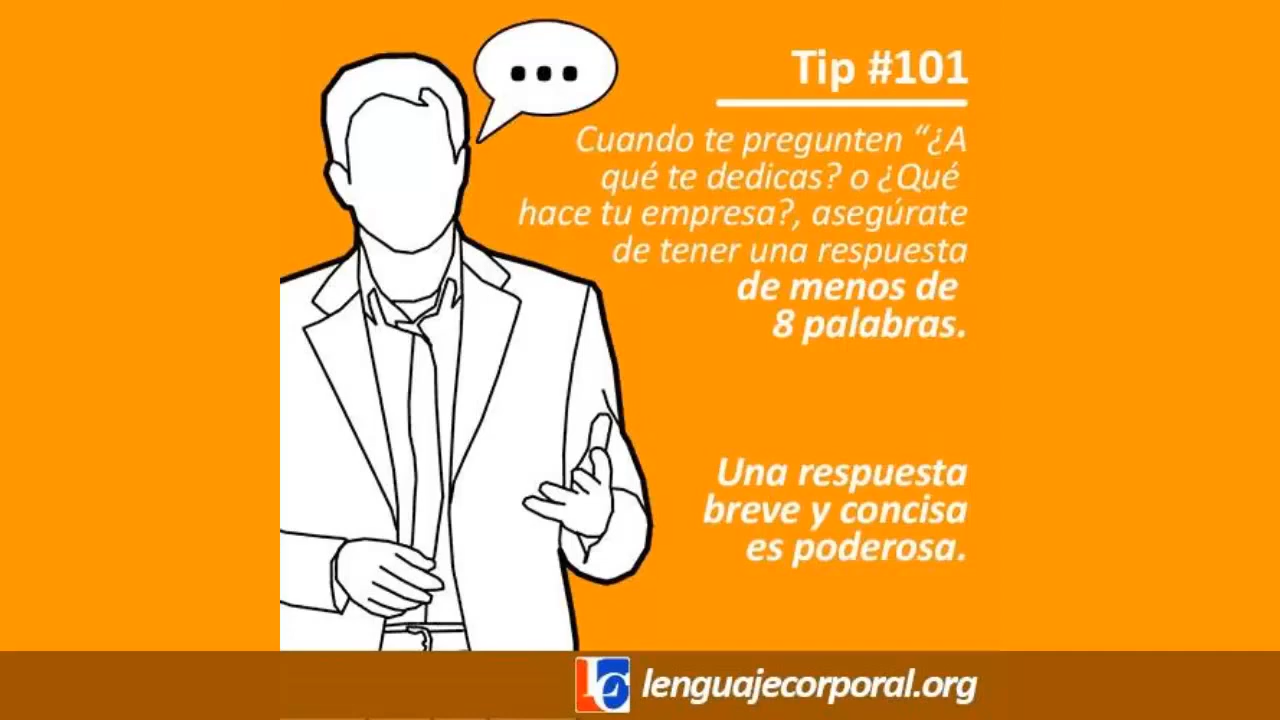 Tip #101
Cuando te pregunten “¿A
qué te dedicas? o ¿Qué
hace tu empresa?, asegúrate
de tener una respuesta
de menos de
8 palabras.
Una respuesta
breve y concisa
es poderosa.
LC lenguajecorporal.org